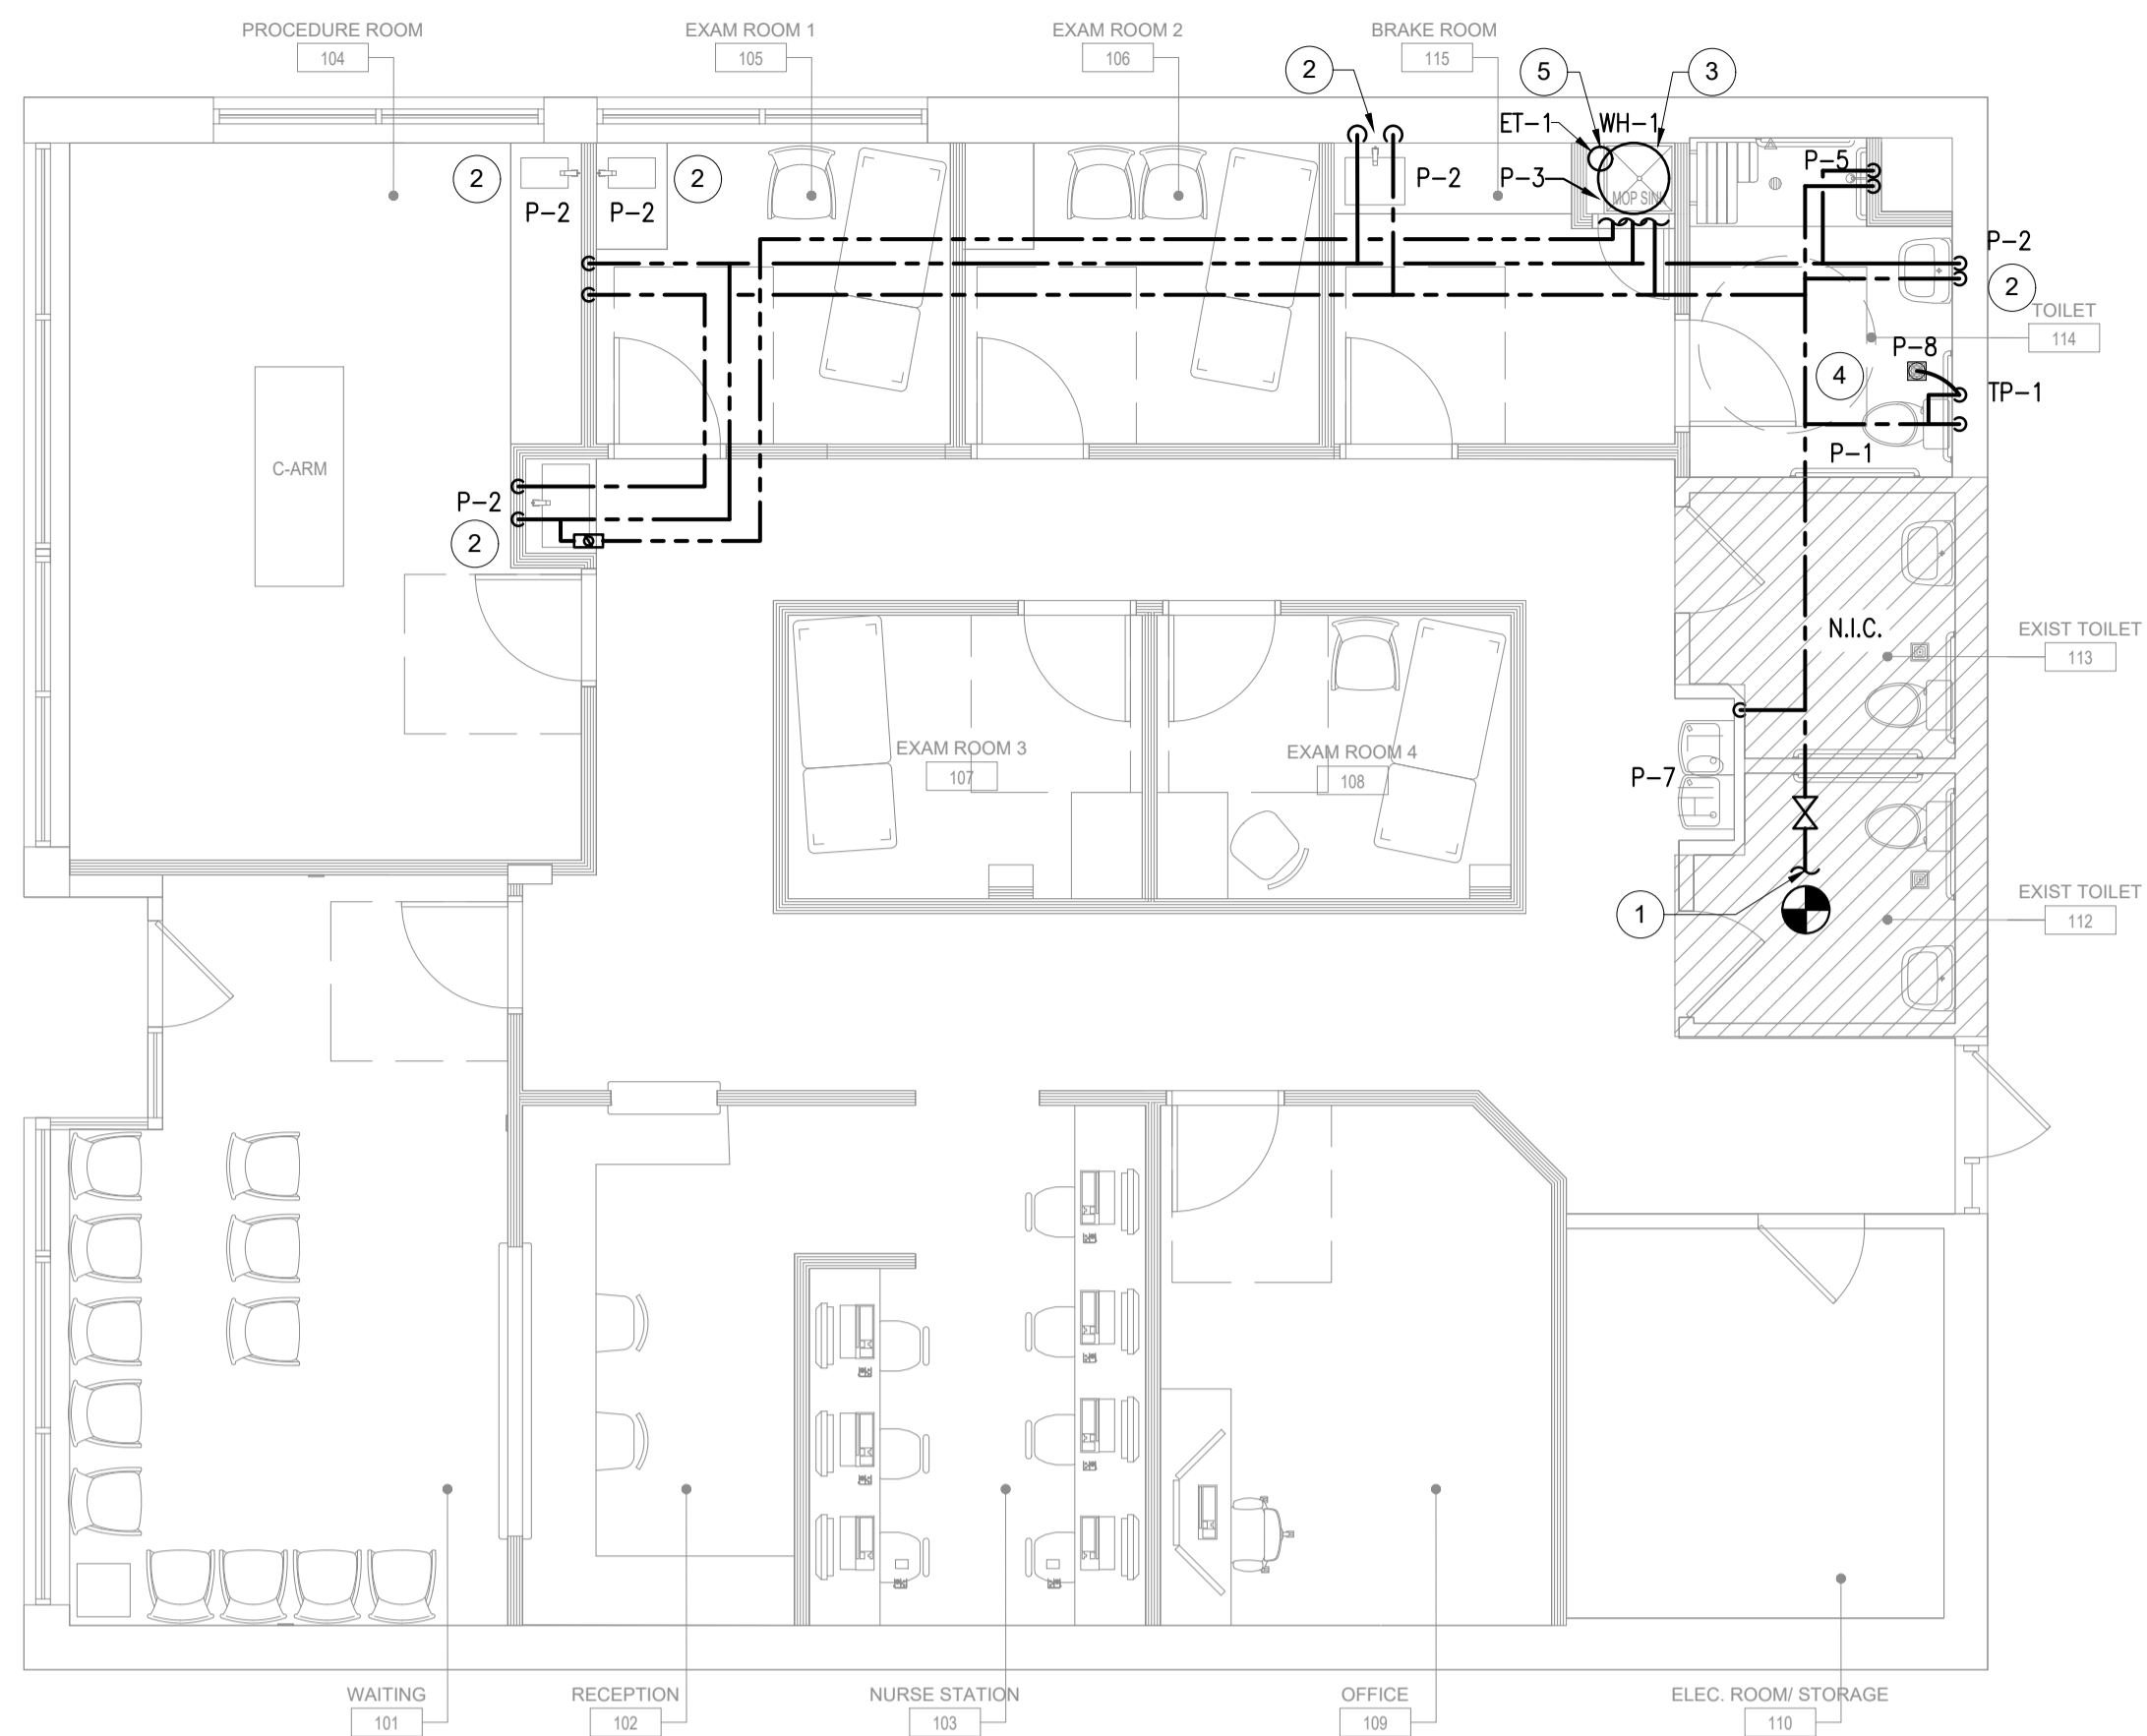 PROCEDURE ROOM
104
EXAM ROOM 1
105
EXAM ROOM 2
106
BRAKE ROOM
115
2
5
3
ET-1
WH-1
2
2
P-2
P-2
P-2
P-3
MOP SINK
P-5
P-2
2
TOILET
114
P-8
4
TP-1
P-1
C-ARM
P-2
2
N.I.C.
EXIST TOILET
113
EXAM ROOM 3
107
EXAM ROOM 4
108
P-7
1
EXIST TOILET
112
WAITING
101
RECEPTION
102
NURSE STATION
103
OFFICE
109
ELEC. ROOM/ STORAGE
110